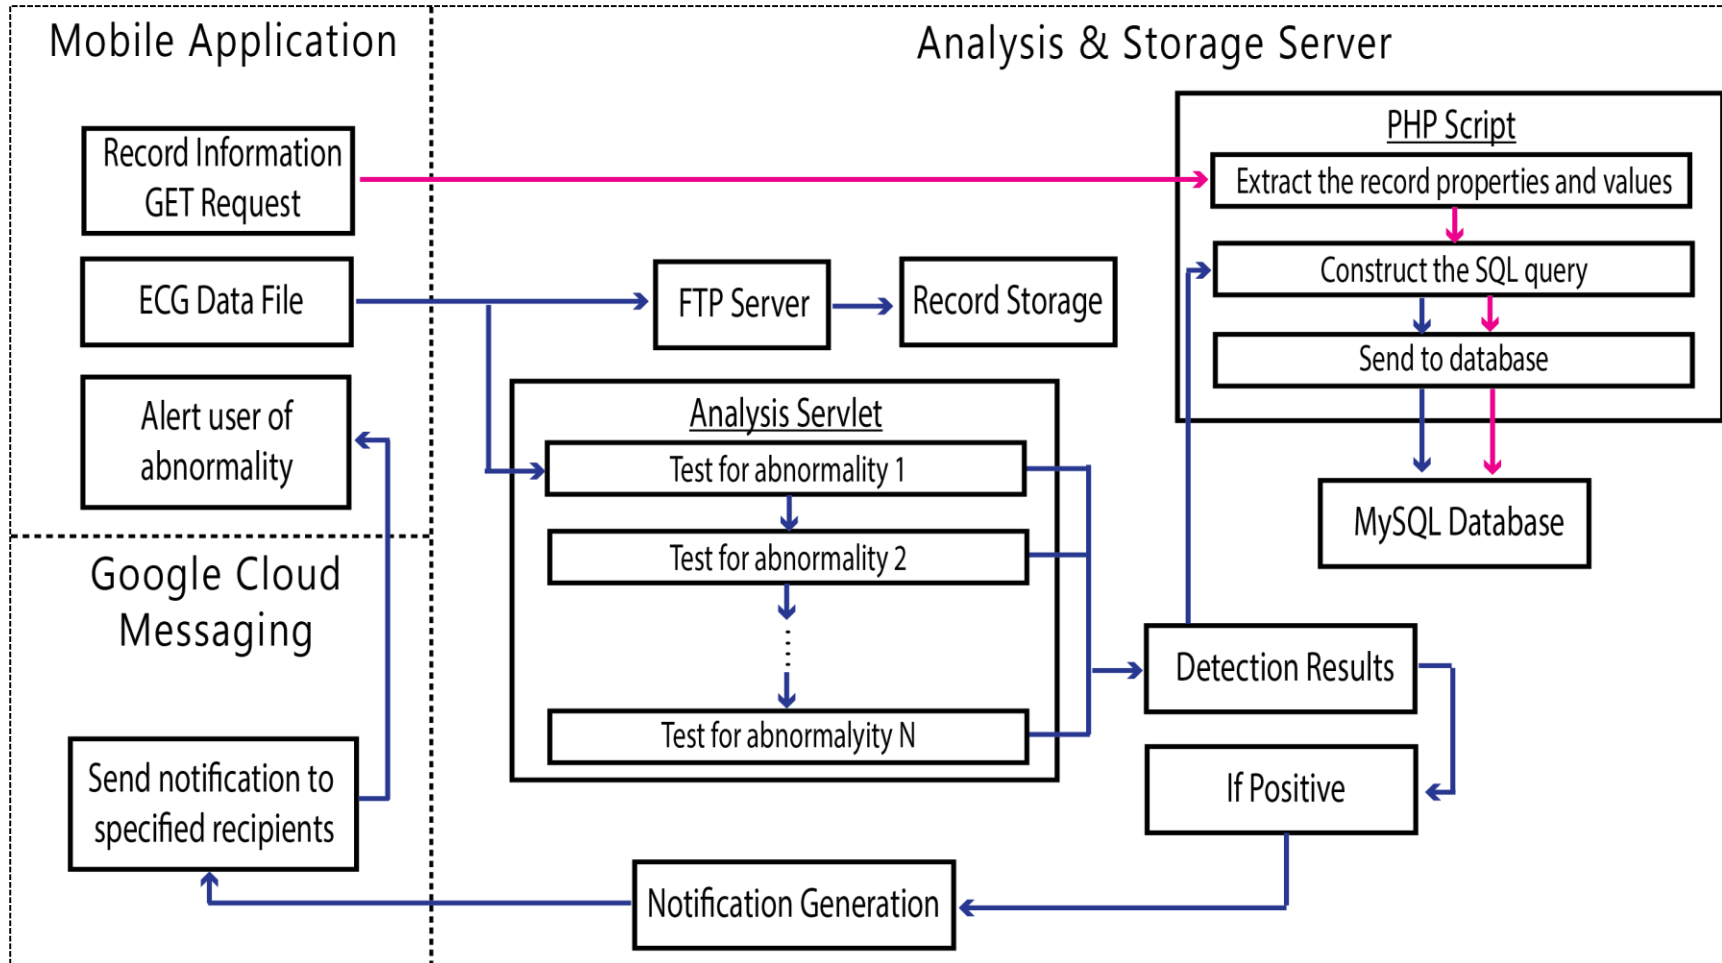 Mobile Application
Analysis & Storage Server
PHP Script
Record Information
GET Request
Extract the record properties and values
Construct the SQL query
ECG Data File
FTP Server
Record Storage
Send to database
Alert user of
abnormality
Analysis Servlet
Test for abnormality 1
MySQL Database
Test for abnormality 2
Google Cloud
Messaging
......
Detection Results
Test for abnormalyity N
Send notification to
specified recipients
If Positive
Notification Generation